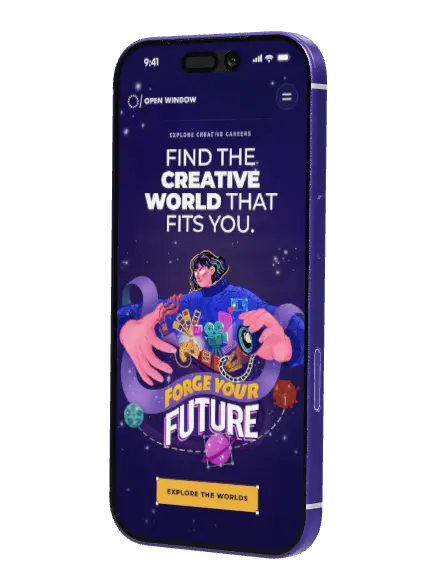 9:41
OPEN WINDOW
EXPLORE CREATIVE CAREERS
FIND THE
CREATIVE
WORLD THAT
FITS YOU.
FORGE YOUR
FUTURE
EXPLORE THE WORLDS